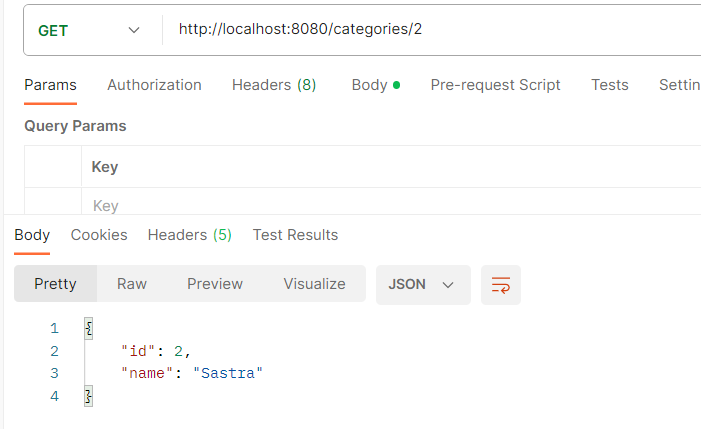 GET http://localhost:8080/categories/2
Params Authorization Headers (8) Body Pre-request Script Tests Settin
Query Params
Key
Key
Body Cookies Headers (5) Test Results
Pretty Raw Preview Visualize JSON
1 {
2 "id": 2,
3 "name": "Sastra"
4 }